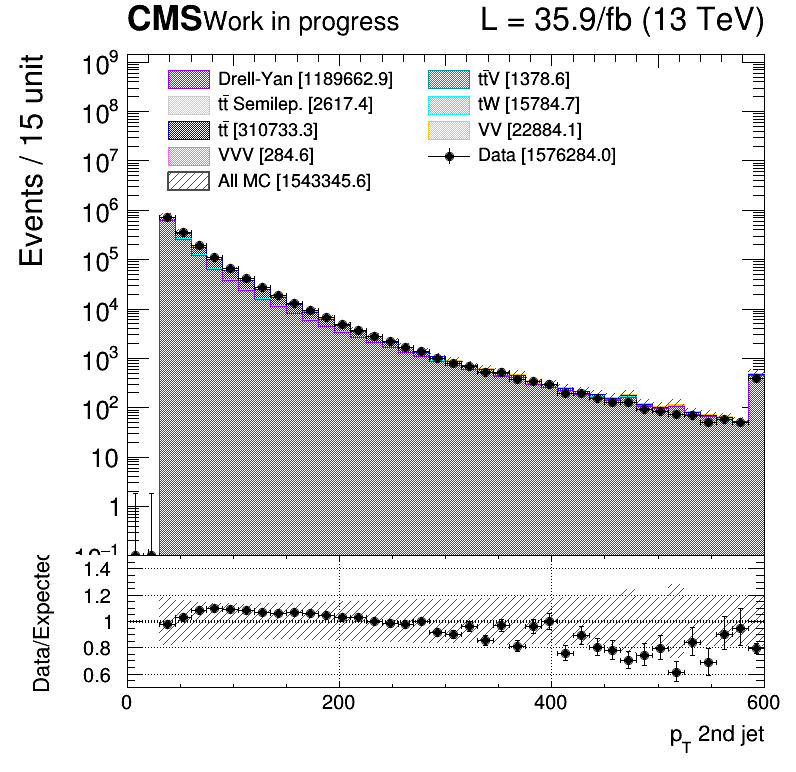 CMS Work in progress L = 35.9/fb (13 TeV)
Events / 15 unit
Drell-Yan [1189662.9] tt̄V [1378.6]
tt̄ Semilep. [2617.4] tW [15784.7]
tt̄ [310733.3] VV [22884.1]
VVV [284.6] Data [1576284.0]
All MC [1543345.6]
10⁹
10⁸
10⁷
10⁶
10⁵
10⁴
10³
10²
10
1
10⁻¹
Data/Expected
1.4
1.2
1
0.8
0.6
0 200 400 600
p_T 2nd jet